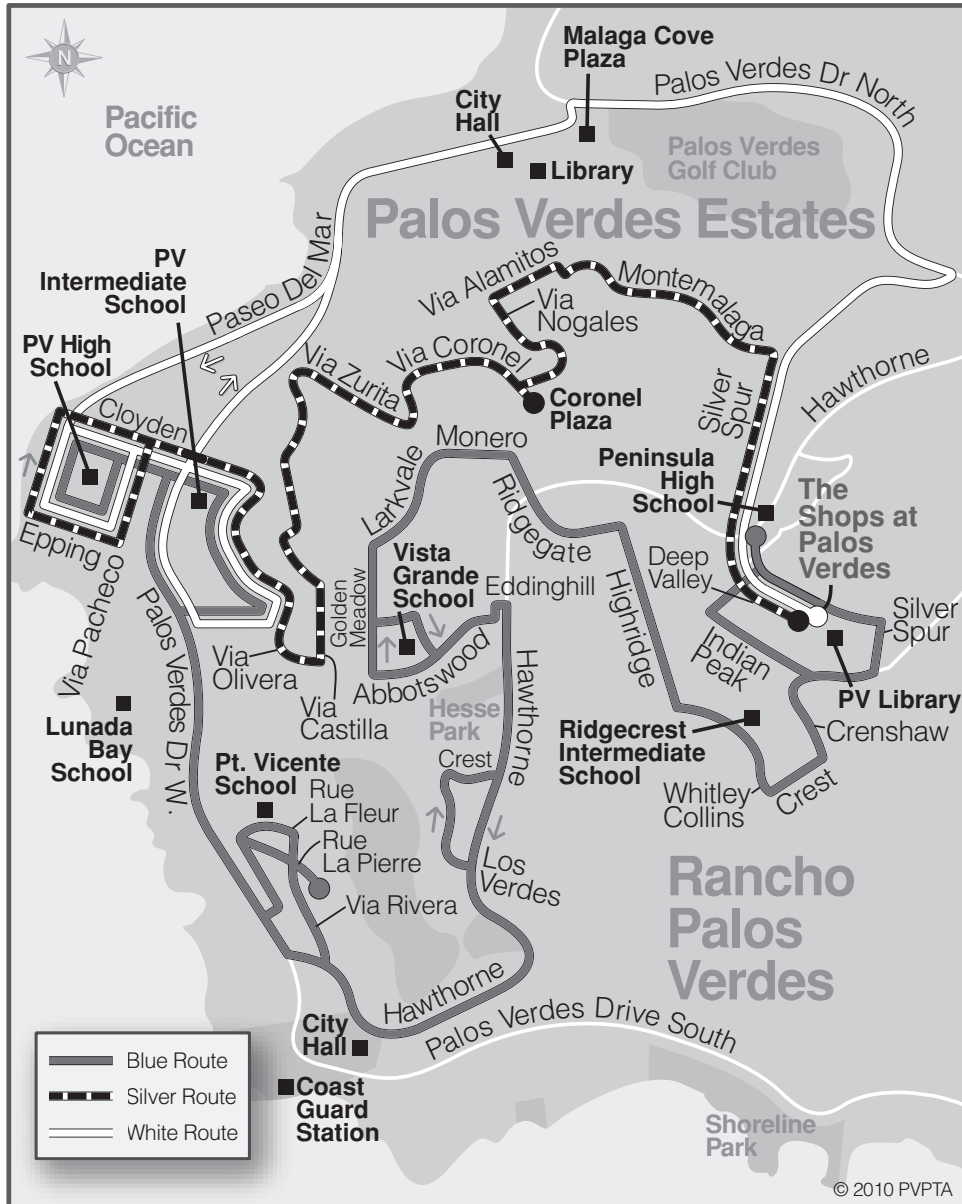 N
Pacific
Ocean
Malaga Cove
Plaza
Palos Verdes Dr North
City
Hall
Library
Palos Verdes
Golf Club
Palos Verdes Estates
PV
Intermediate
School
Paseo Del Mar
Via Alamitos
Montemalaga
Via
Nogales
PV High
School
Via Zurita
Via Coronel
Coronel
Plaza
Silver
Spur
Hawthorne
Cloyden
Monero
Larkvale
Ridgegate
Peninsula
High
School
The
Shops at
Palos
Verdes
Epping
Via Pacheco
Palos Verdes Dr W.
Golden
Meadow
Vista
Grande
School
Eddinghill
Highridge
Deep
Valley
Silver
Spur
Indian
Peak
Via
Olivera
Via
Castilla
Abbotswood
Hesse
Park
Hawthorne
PV Library
Lunada
Bay
School
Crest
Ridgecrest
Intermediate
School
Crenshaw
Whitley
Collins
Crest
Pt. Vicente
School
Rue
La Fleur
Rue
La Pierre
Via Rivera
Los
Verdes
Rancho
Palos
Verdes
Hawthorne
City
Hall
Palos Verdes Drive South
Coast
Guard
Station
Shoreline
Park
Blue Route
Silver Route
White Route
© 2010 PVPTA